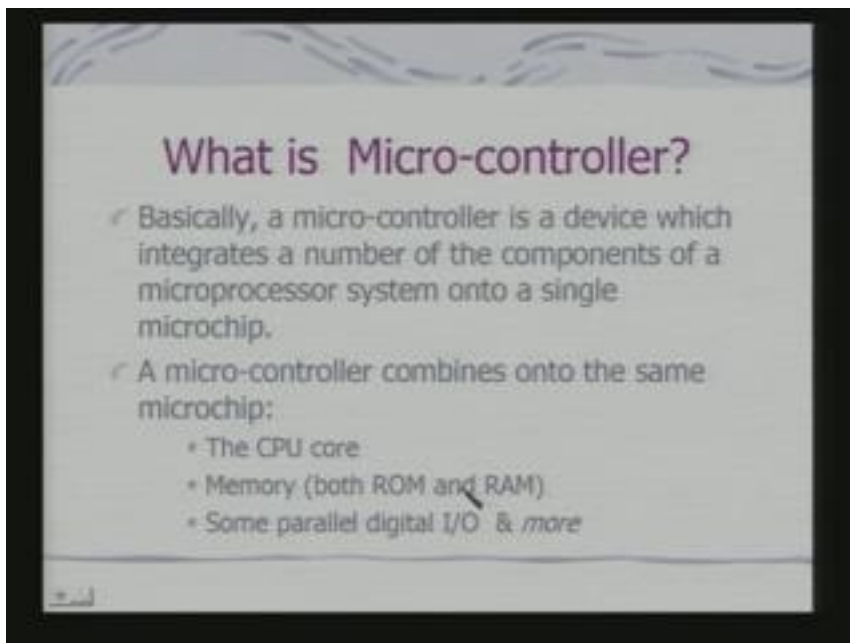 What is Micro-controller?
Basically, a micro-controller is a device which
integrates a number of the components of a
microprocessor system onto a single
microchip.
A micro-controller combines onto the same
microchip:
The CPU core
Memory (both ROM and RAM)
Some parallel digital I/O & more